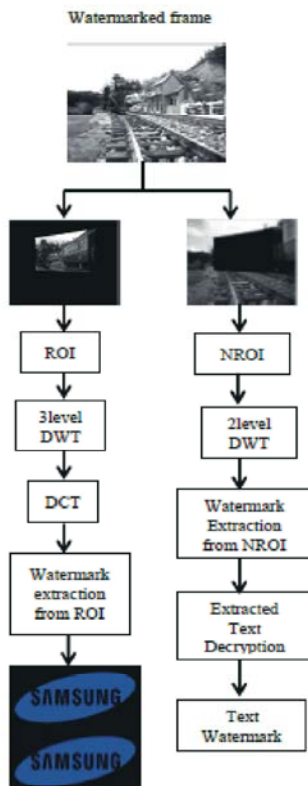 Watermarked frame
ROI
3level
DWT
DCT
Watermark
extraction
from ROI
SAMSUNG
SAMSUNG
NROI
2level
DWT
Watermark
Extraction
from NROI
Extracted
Text
Decryption
Text
Watermark